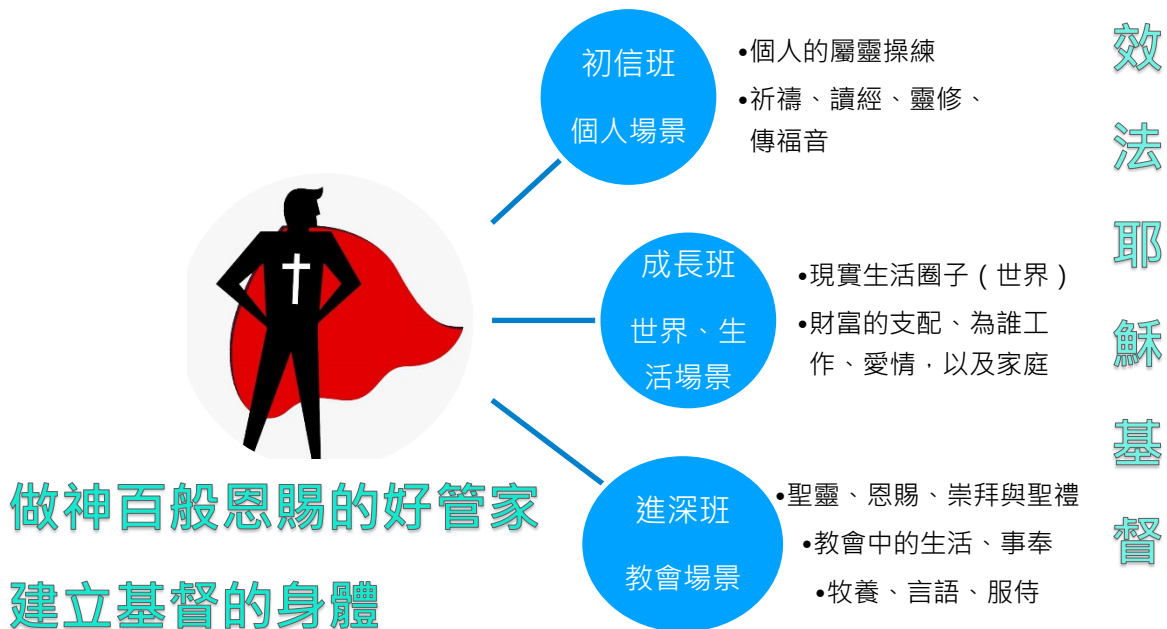 初信班
個人場景
•個人的屬靈操練
•祈禱、讀經、靈修、
傳福音
成長班
世界、生
活場景
•現實生活圈子（世界）
•財富的支配、為誰工
作、愛情，以及家庭
進深班
教會場景
•聖靈、恩賜、崇拜與聖禮
•教會中的生活、事奉
•牧養、言語、服侍
做神百般恩賜的好管家
建立基督的身體
效法耶穌基督